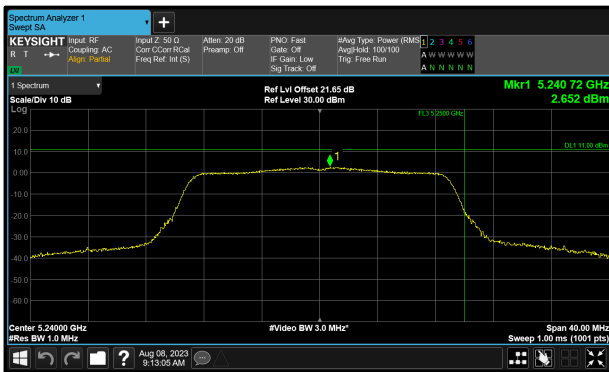 Spectrum Analyzer 1
Swept SA
+
KEYSIGHT Input: RF Input Z: 50 Ω Atten: 20 dB PNO: Fast #Avg Type: Power (RMS 1 2 3 4 5 6
R T Coupling: AC Corr CCorr RCal Preamp: Off Gate: Off Avg|Hold: 100/100 A W W W W W
Align: Partial Freq Ref: Int (S) IF Gain: Low Trig: Free Run
Sig Track: Off A N N N N N
LXI
1 Spectrum Ref Lvl Offset 21.65 dB Mkr1 5.240 72 GHz
Scale/Div 10 dB Ref Level 30.00 dBm 2.652 dBm
Log FL3 5.2500 GHz
20.0
DL1 11.00 dBm
10.0
1
0.00
-10.0
-20.0
-30.0
-40.0
-50.0
-60.0
Center 5.24000 GHz #Video BW 3.0 MHz* Span 40.00 MHz
#Res BW 1.0 MHz Sweep 1.00 ms (1001 pts)
? Aug 08, 2023
9:13:05 AM